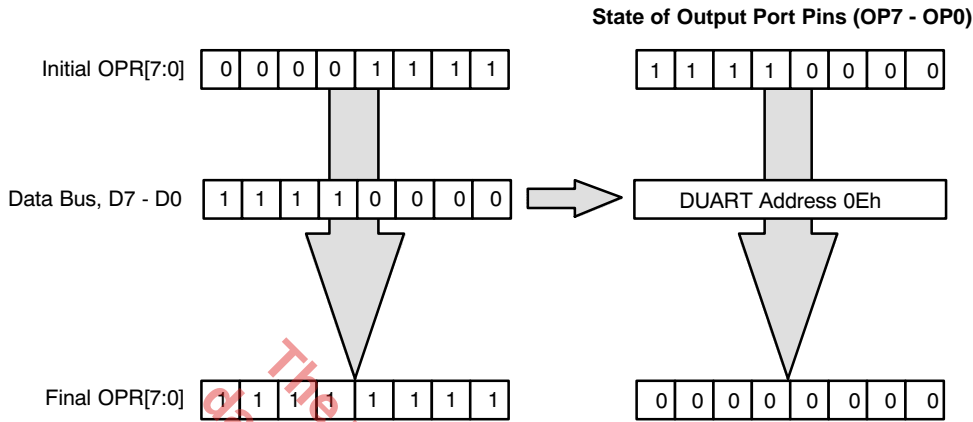 State of Output Port Pins (OP7 - OP0)
Initial OPR[7:0] 0 0 0 0 1 1 1 1 1 1 1 1 0 0 0 0
Data Bus, D7 - D0 1 1 1 1 0 0 0 0 DUART Address 0Eh
The
da
Final OPR[7:0] 1 1 1 1 1 1 1 1 0 0 0 0 0 0 0 0